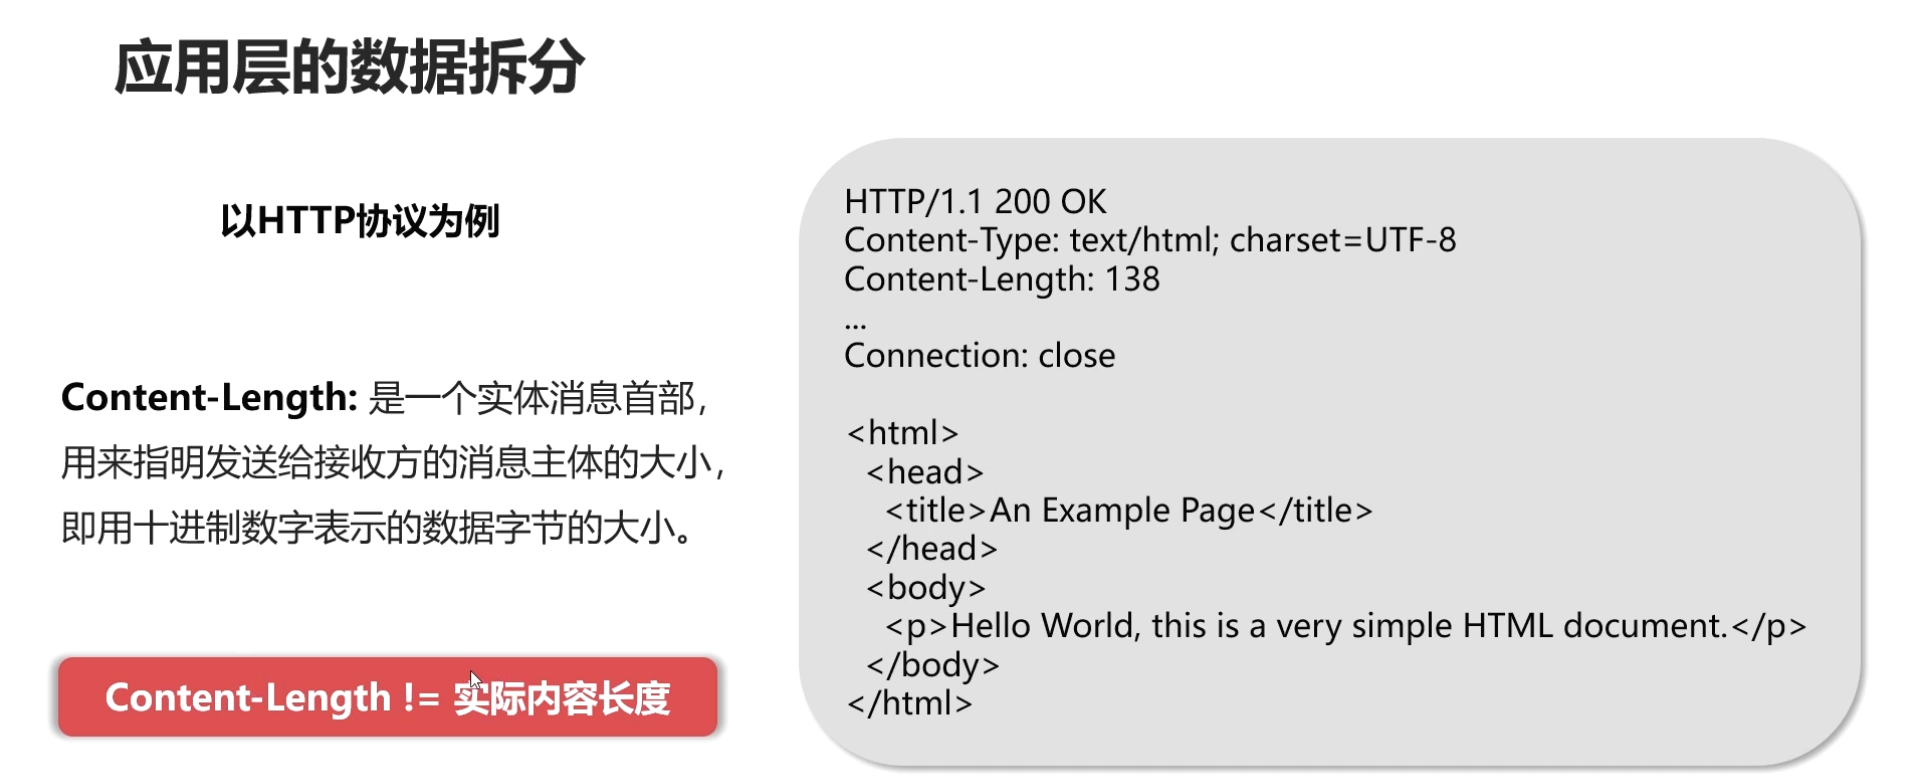 应用层的数据拆分
以HTTP协议为例
Content-Length: 是一个实体消息首部,
用来指明发送给接收方的消息主体的大小,
即用十进制数字表示的数据字节的大小。
Content-Length != 实际内容长度
HTTP/1.1 200 OK
Content-Type: text/html; charset=UTF-8
Content-Length: 138
...
Connection: close
<html>
<head>
<title>An Example Page</title>
</head>
<body>
<p>Hello World, this is a very simple HTML document.</p>
</body>
</html>